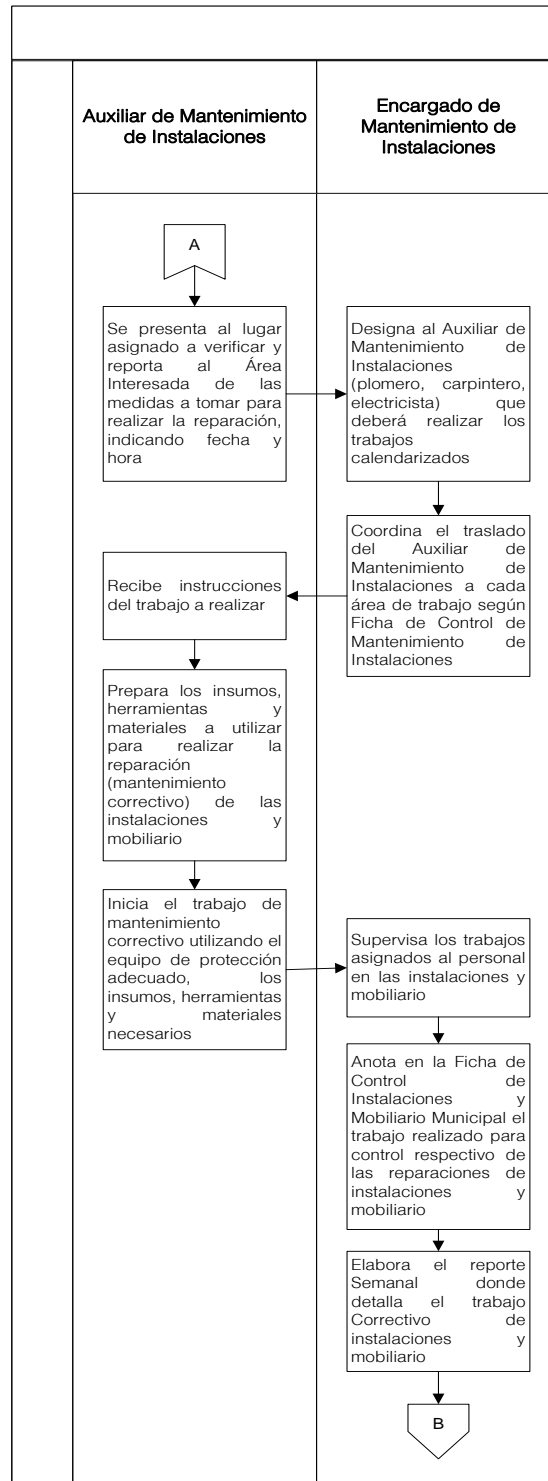 Auxiliar de Mantenimiento
de Instalaciones
Encargado de
Mantenimiento de
Instalaciones
A
Se presenta al lugar
asignado a verificar y
reporta al Área
Interesada de las
medidas a tomar para
realizar la reparación,
indicando fecha y
hora
Designa al Auxiliar de
Mantenimiento de
Instalaciones
(plomero, carpintero,
electricista) que
deberá realizar los
trabajos
calendarizados
Coordina el traslado
del Auxiliar de
Mantenimiento de
Instalaciones a cada
área de trabajo según
Ficha de Control de
Mantenimiento de
Instalaciones
Recibe instrucciones
del trabajo a realizar
Prepara los insumos,
herramientas y
materiales a utilizar
para realizar la
reparación
(mantenimiento
correctivo) de las
instalaciones y
mobiliario
Inicia el trabajo de
mantenimiento
correctivo utilizando el
equipo de protección
adecuado, los
insumos, herramientas
y materiales
necesarios
Supervisa los trabajos
asignados al personal
en las instalaciones y
mobiliario
Anota en la Ficha de
Control de
Instalaciones y
Mobiliario Municipal el
trabajo realizado para
control respectivo de
las reparaciones de
instalaciones y
mobiliario
Elabora el reporte
Semanal donde
detalla el trabajo
Correctivo de
instalaciones y
mobiliario
B